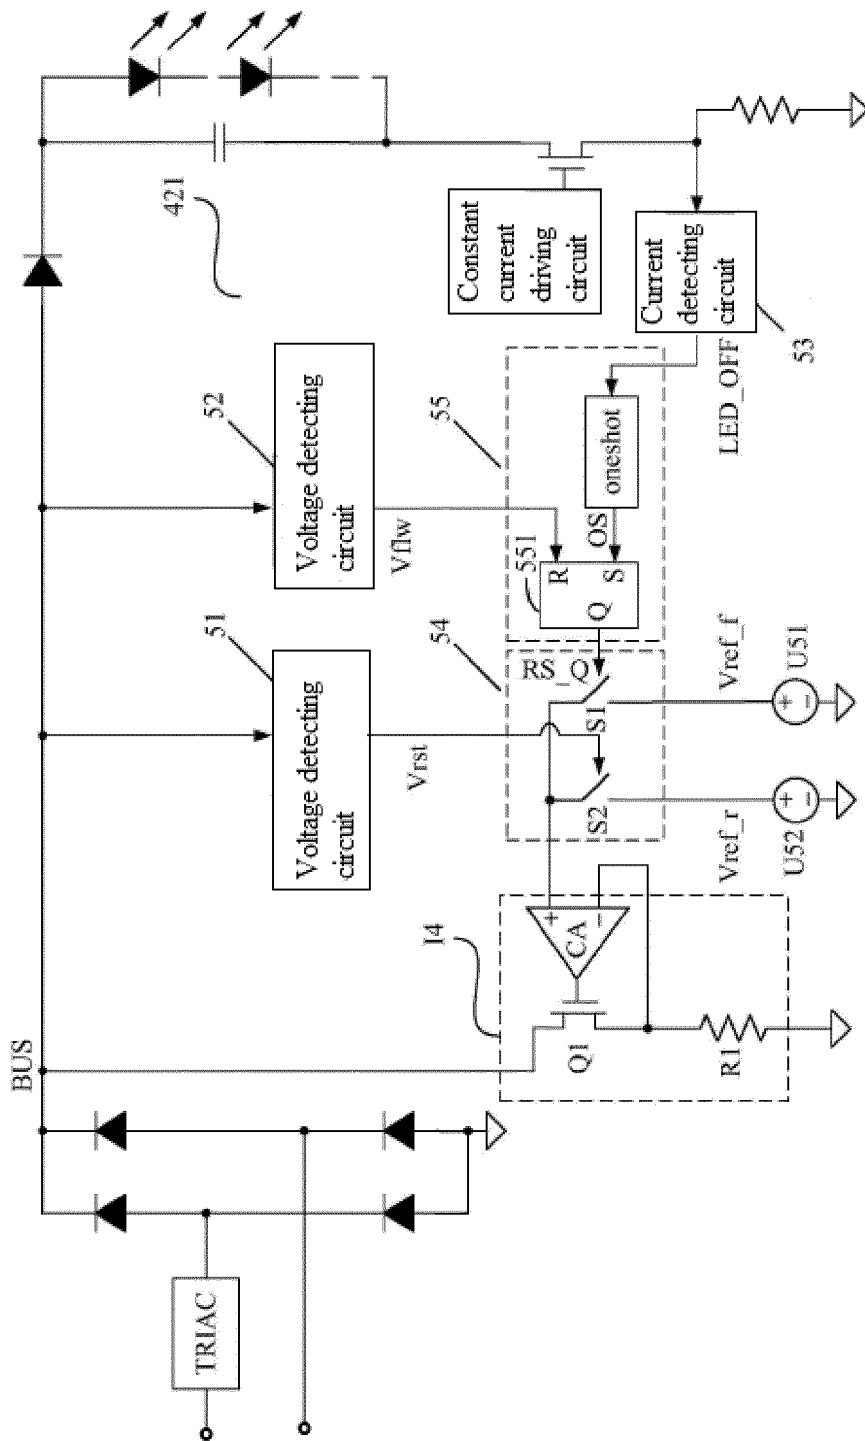 TRIAC
BUS
I4
Q1
CA
+
−
R1
51
Voltage detecting
circuit
Vrst
52
Voltage detecting
circuit
Vflw
54
RS_Q
S2
S1
55
551
Q
R
S
OS
oneshot
Vref_r
Vref_f
+
−
U52
+
−
U51
421
Constant
current
driving
circuit
Current
detecting
circuit
53
LED_OFF